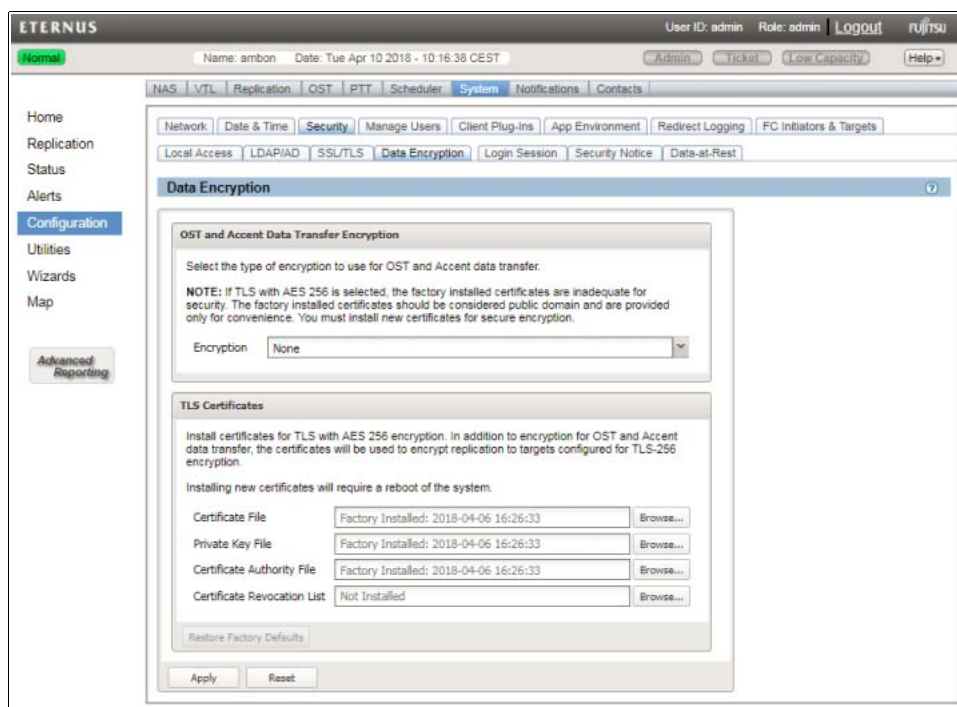 ETERNUS
User ID: admin Role: admin Logout FUJITSU
Normal Name: ambon Date: Tue Apr 10 2018 - 10:16:38 CEST Admin Ticket Low Capacity Help
NAS VTL Replication OST PTT Scheduler System Notifications Contacts
Home
Replication
Status
Alerts
Configuration
Utilities
Wizards
Map
Advanced
Reporting
Network Date & Time Security Manage Users Client Plug-Ins App Environment Redirect Logging FC Initiators & Targets
Local Access LDAP/AD SSL/TLS Data Encryption Login Session Security Notice Data-at-Rest
Data Encryption ?
OST and Accent Data Transfer Encryption
Select the type of encryption to use for OST and Accent data transfer.
NOTE: If TLS with AES 256 is selected, the factory installed certificates are inadequate for
security. The factory installed certificates should be considered public domain and are provided
only for convenience. You must install new certificates for secure encryption.
Encryption None
TLS Certificates
Install certificates for TLS with AES 256 encryption. In addition to encryption for OST and Accent
data transfer, the certificates will be used to encrypt replication to targets configured for TLS-256
encryption.
Installing new certificates will require a reboot of the system.
Certificate File Factory Installed: 2018-04-06 16:26:33 Browse...
Private Key File Factory Installed: 2018-04-06 16:26:33 Browse...
Certificate Authority File Factory Installed: 2018-04-06 16:26:33 Browse...
Certificate Revocation List Not Installed Browse...
Restore Factory Defaults
Apply Reset